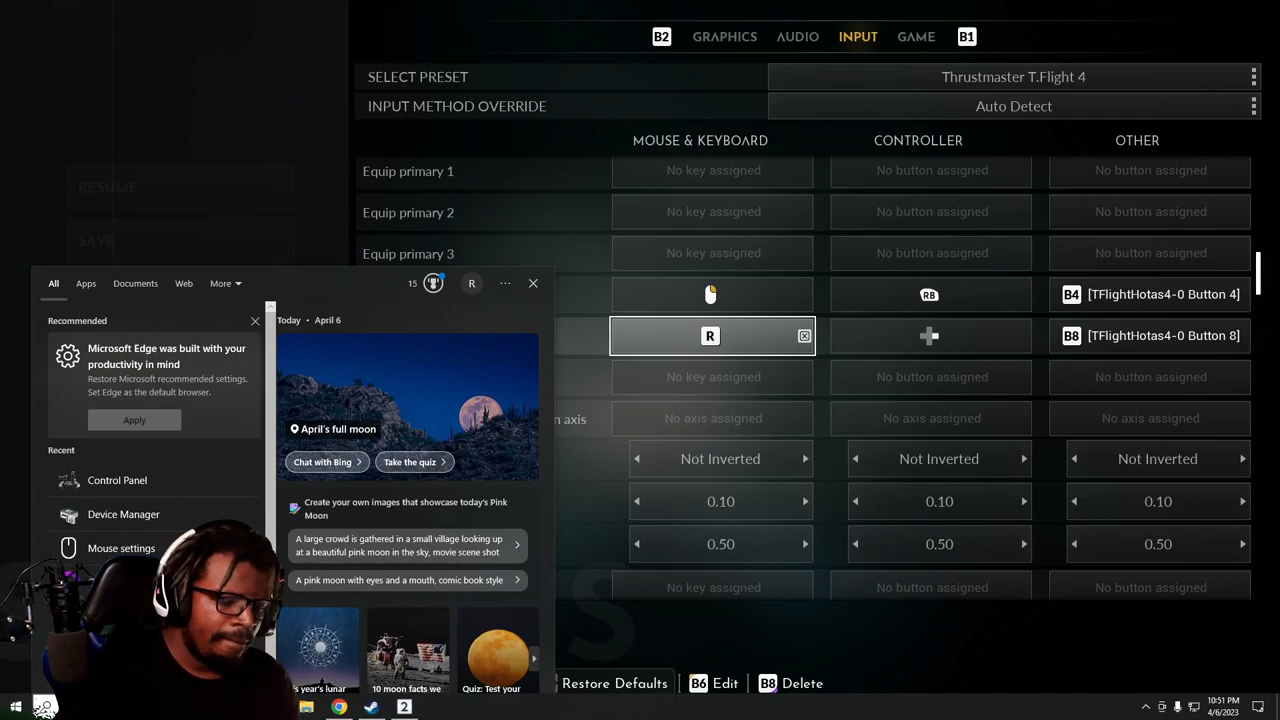 B2 GRAPHICS AUDIO INPUT GAME B1
SELECT PRESET Thrustmaster T.Flight 4
INPUT METHOD OVERRIDE Auto Detect
MOUSE & KEYBOARD CONTROLLER OTHER
Equip primary 1 No key assigned No button assigned No button assigned
RESUME
Equip primary 2 No key assigned No button assigned No button assigned
SAVE
Equip primary 3 No key assigned No button assigned No button assigned
RB B4 [TFlightHotas4-0 Button 4]
R B8 [TFlightHotas4-0 Button 8]
No key assigned No button assigned No button assigned
n axis No axis assigned No axis assigned No axis assigned
Not Inverted Not Inverted Not Inverted
0.10 0.10 0.10
0.50 0.50 0.50
No key assigned No button assigned No button assigned
Restore Defaults B6 Edit B8 Delete
All Apps Documents Web More 15 R
Recommended
Microsoft Edge was built with your
productivity in mind
Restore Microsoft recommended settings.
Set Edge as the default browser.
Apply
Recent
Control Panel
Device Manager
Mouse settings
Today • April 6
April's full moon
Chat with Bing Take the quiz
Create your own images that showcase today's Pink
Moon
A large crowd is gathered in a small village looking up
at a beautiful pink moon in the sky, movie scene shot
A pink moon with eyes and a mouth, comic book style
's year's lunar 10 moon facts we Quiz: Test your
2
10:51 PM
4/6/2023